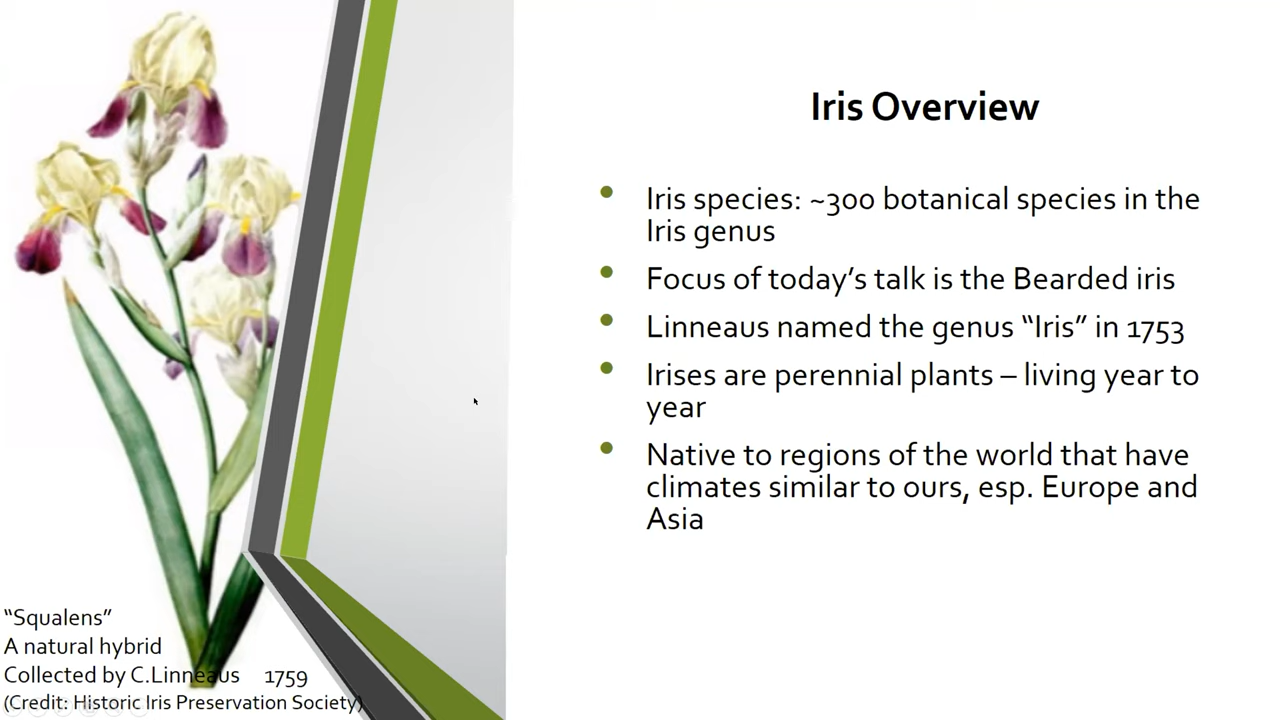 Iris Overview
Iris species: ~300 botanical species in the
Iris genus
Focus of today's talk is the Bearded iris
Linneaus named the genus “Iris” in 1753
Irises are perennial plants – living year to
year
Native to regions of the world that have
climates similar to ours, esp. Europe and
Asia
“Squalens”
A natural hybrid
Collected by C.Linneaus 1759
(Credit: Historic Iris Preservation Society)